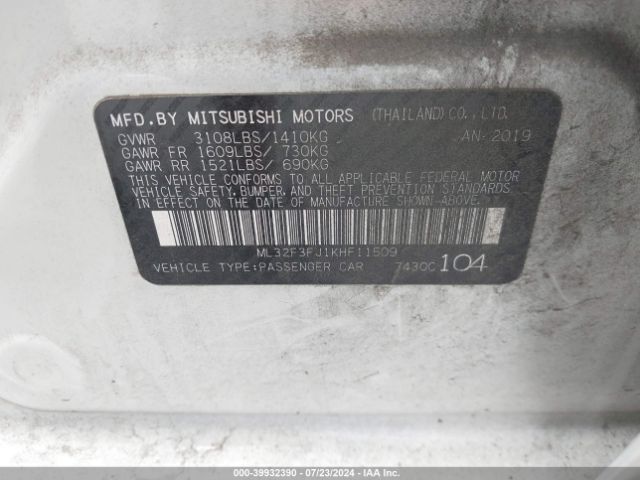 MFD.BY MITSUBISHI MOTORS (THAILAND)CO.,LTD.
GVWR 3108LBS/1410KG AN-2019
GAWR FR 1609LBS/ 730KG
GAWR RR 1521LBS/ 690KG
THIS VEHICLE CONFORMS TO ALL APPLICABLE FEDERAL MOTOR
VEHICLE SAFETY, BUMPER, AND THEFT PREVENTION STANDARDS
IN EFFECT ON THE DATE OF MANUFACTURE SHOWN ABOVE.
ML32F3FJ1KHF11509
VEHICLE TYPE:PASSENGER CAR 7430C 104
000-39932390 - 07/23/2024 - IAA Inc.